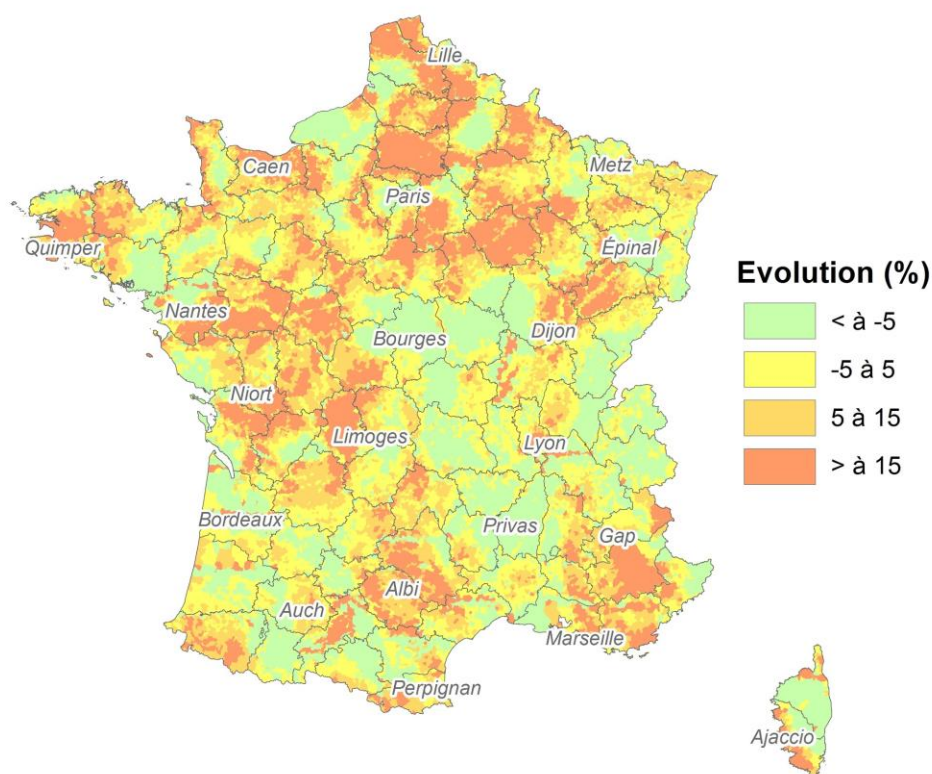 Lille
Caen
Metz
Paris
Quimper
Épinal
Nantes
Bourges
Dijon
Niort
Limoges
Lyon
Bordeaux
Privas
Gap
Albi
Auch
Marseille
Perpignan
Ajaccio
Evolution (%)
< à -5
-5 à 5
5 à 15
> à 15